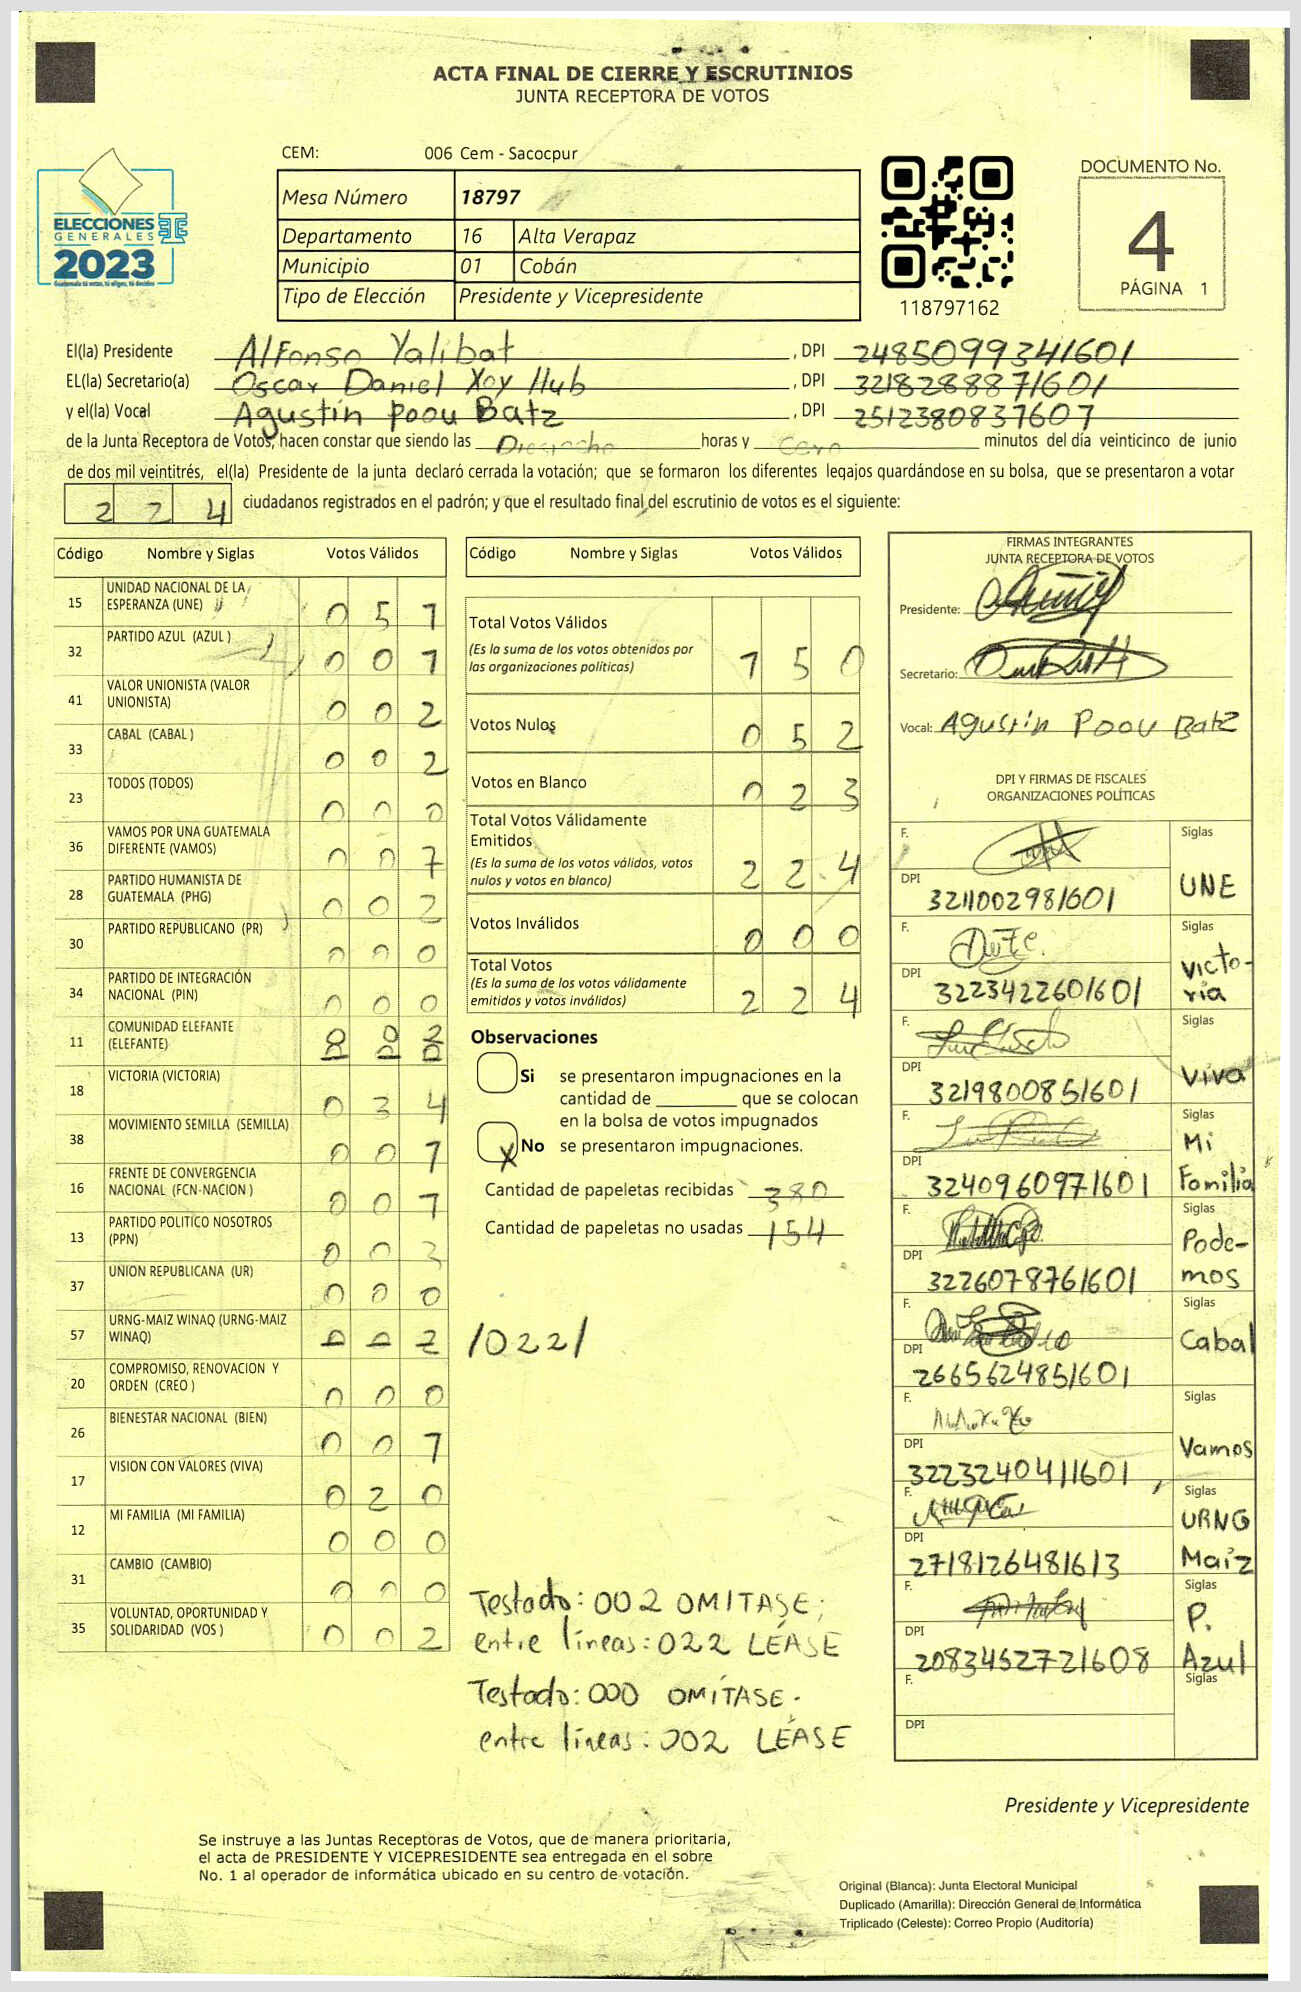 ACTA FINAL DE CIERRE Y ESCRUTINIOS
JUNTA RECEPTORA DE VOTOS
CEM: 006 Cem - Sacocpur
DOCUMENTO No.
4
PÁGINA 1
ELECCIONES
GENERALES
2023
Mesa Número 18797
Departamento 16 Alta Verapaz
Municipio 01 Cobán
Tipo de Elección Presidente y Vicepresidente
118797162
El(la) Presidente Alfonso Yalibat , DPI 2485099341601
EL(la) Secretario(a) Oscar Daniel Xoy Ilub , DPI 3218288871601
y el(la) Vocal Agustín Poou Batz , DPI 2512380837607
de la Junta Receptora de Votos, hacen constar que siendo las Dieciocho horas y Cero minutos del día veinticinco de junio
de dos mil veintitrés, el(la) Presidente de la junta declaró cerrada la votación; que se formaron los diferentes legajos quardándose en su bolsa, que se presentaron a votar
2 2 4 ciudadanos registrados en el padrón; y que el resultado final del escrutinio de votos es el siguiente:
Código Nombre y Siglas Votos Válidos
15 UNIDAD NACIONAL DE LA ESPERANZA (UNE) 0 5 1
32 PARTIDO AZUL (AZUL ) 0 0 1
41 VALOR UNIONISTA (VALOR UNIONISTA) 0 0 2
33 CABAL (CABAL ) 0 0 2
23 TODOS (TODOS) 0 0 0
36 VAMOS POR UNA GUATEMALA DIFERENTE (VAMOS) 0 0 7
28 PARTIDO HUMANISTA DE GUATEMALA (PHG) 0 0 2
30 PARTIDO REPUBLICANO (PR) 0 0 0
34 PARTIDO DE INTEGRACIÓN NACIONAL (PIN) 0 0 0
11 COMUNIDAD ELEFANTE (ELEFANTE) 0 0 2
18 VICTORIA (VICTORIA) 0 3 4
38 MOVIMIENTO SEMILLA (SEMILLA) 0 0 1
16 FRENTE DE CONVERGENCIA NACIONAL (FCN-NACION ) 0 0 1
13 PARTIDO POLITICO NOSOTROS (PPN) 0 0 3
37 UNION REPUBLICANA (UR) 0 0 0
57 URNG-MAIZ WINAQ (URNG-MAIZ WINAQ) 0 0 2 /022/
20 COMPROMISO, RENOVACION Y ORDEN (CREO ) 0 0 0
26 BIENESTAR NACIONAL (BIEN) 0 0 1
17 VISION CON VALORES (VIVA) 0 2 0
12 MI FAMILIA (MI FAMILIA) 0 0 0
31 CAMBIO (CAMBIO) 0 0 0
35 VOLUNTAD, OPORTUNIDAD Y SOLIDARIDAD (VOS ) 0 0 2
Código Nombre y Siglas Votos Válidos
Total Votos Válidos 1 5 0
(Es la suma de los votos obtenidos por
las organizaciones políticas)
Votos Nulos 0 5 2
Votos en Blanco 0 2 3
Total Votos Válidamente
Emitidos 2 2 4
(Es la suma de los votos válidos, votos
nulos y votos en blanco)
Votos Inválidos 0 0 0
Total Votos 2 2 4
(Es la suma de los votos válidamente
emitidos y votos inválidos)
Observaciones
Si se presentaron impugnaciones en la
cantidad de ________ que se colocan
en la bolsa de votos impugnados
X No se presentaron impugnaciones.
Cantidad de papeletas recibidas 380
Cantidad de papeletas no usadas 154
Testado: 002 OMITASE;
entre líneas: 022 LÉASE
Testado: 000 OMÍTASE.
entre líneas: 002 LÉASE
FIRMAS INTEGRANTES
JUNTA RECEPTORA DE VOTOS
Presidente:
Secretario:
Vocal: Agustín Poou Batz
DPI Y FIRMAS DE FISCALES
ORGANIZACIONES POLÍTICAS
F. Siglas
DPI 3211002981601 UNE
F. Siglas
DPI 3223422601601 Victo-
ria
F. Siglas
DPI 3219800851601 Viva
F. Siglas
DPI 3240960971601 Mi
Familia
F. Siglas
DPI 3226078761601 Pode-
mos
F. Siglas
DPI 2665624851601 Cabal
F. Siglas
DPI 3223240411601 Vamos
F. Siglas
DPI 2718126481613 URNG
Maíz
F. Siglas
DPI 2083452721608 P.
Azul
F. Siglas
DPI
Presidente y Vicepresidente
Se instruye a las Juntas Receptoras de Votos, que de manera prioritaria,
el acta de PRESIDENTE Y VICEPRESIDENTE sea entregada en el sobre
No. 1 al operador de informática ubicado en su centro de votación.
Original (Blanca): Junta Electoral Municipal
Duplicado (Amarilla): Dirección General de Informática
Triplicado (Celeste): Correo Propio (Auditoría)